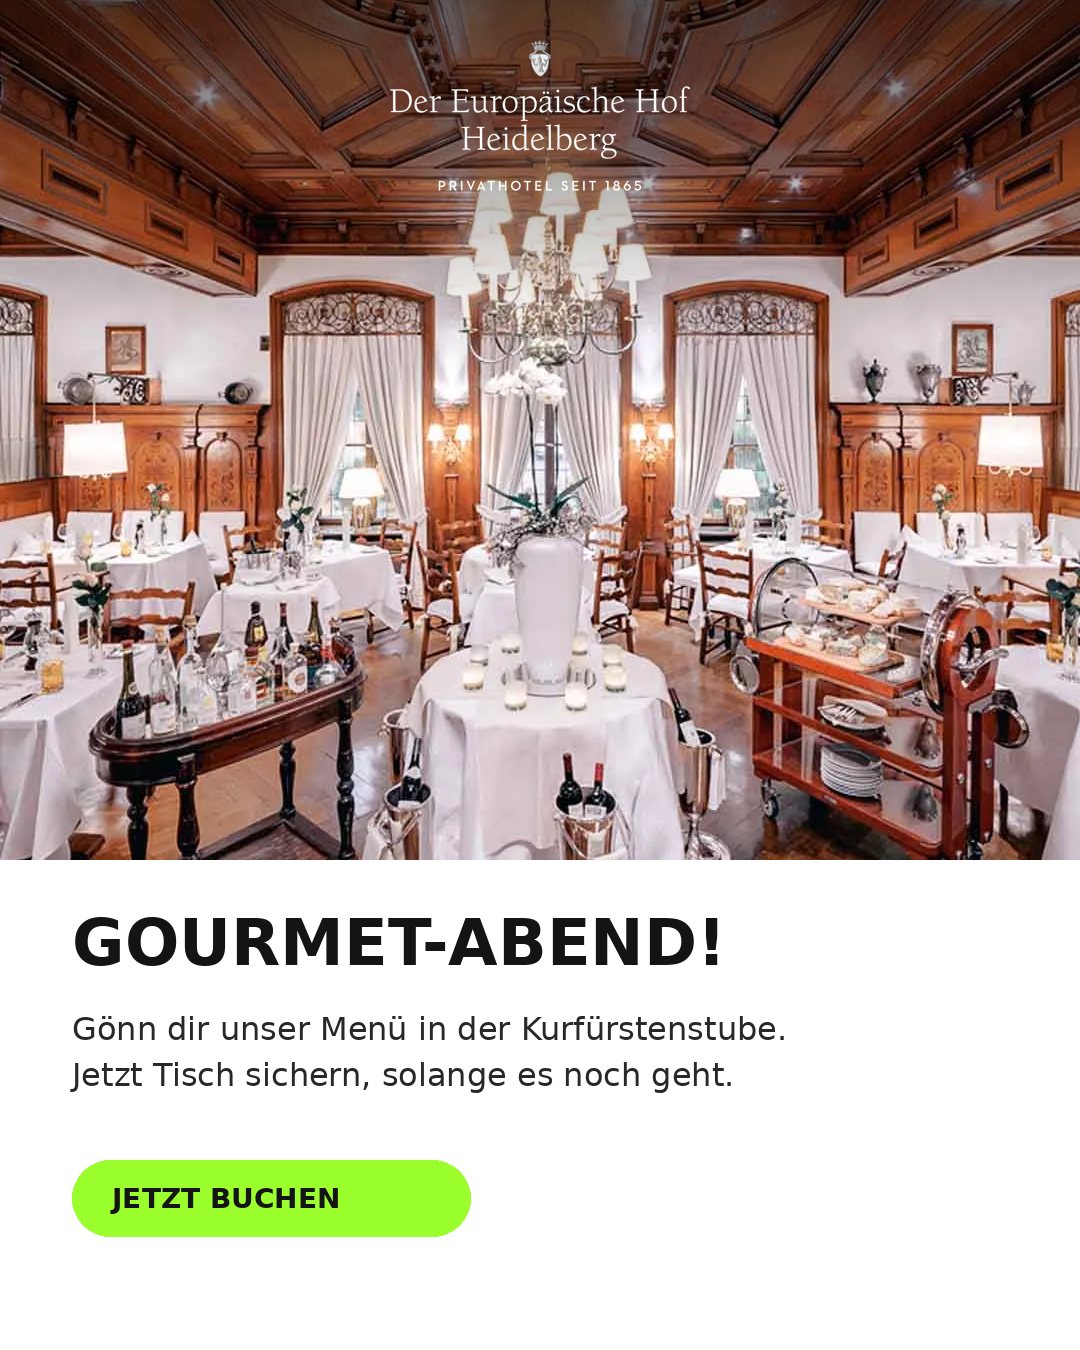 Der Europäische Hof
Heidelberg
PRIVATHOTEL SEIT 1865
GOURMET-ABEND!
Gönn dir unser Menü in der Kurfürstenstube.
Jetzt Tisch sichern, solange es noch geht.
JETZT BUCHEN